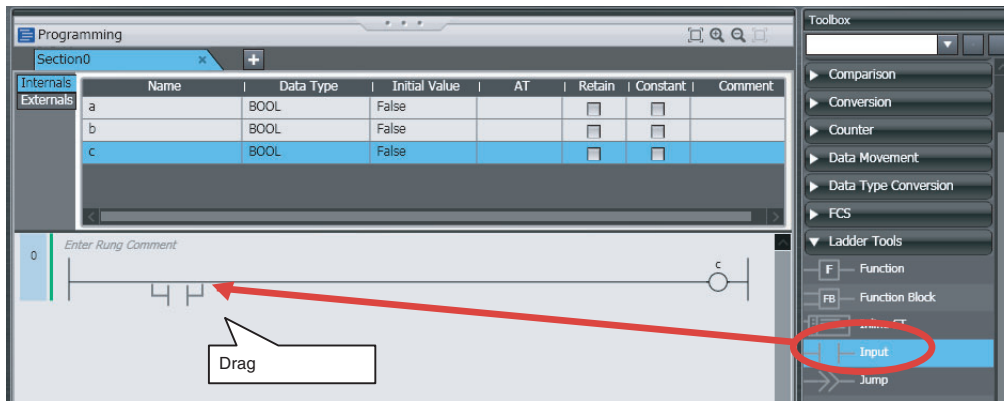 Programming
Section0 x +
Internals
Externals
Name Data Type Initial Value AT Retain Constant Comment
a BOOL False
b BOOL False
c BOOL False
0 Enter Rung Comment
c
Drag
Toolbox
Comparison
Conversion
Counter
Data Movement
Data Type Conversion
FCS
Ladder Tools
F Function
FB Function Block
Inline ST
Input
Jump